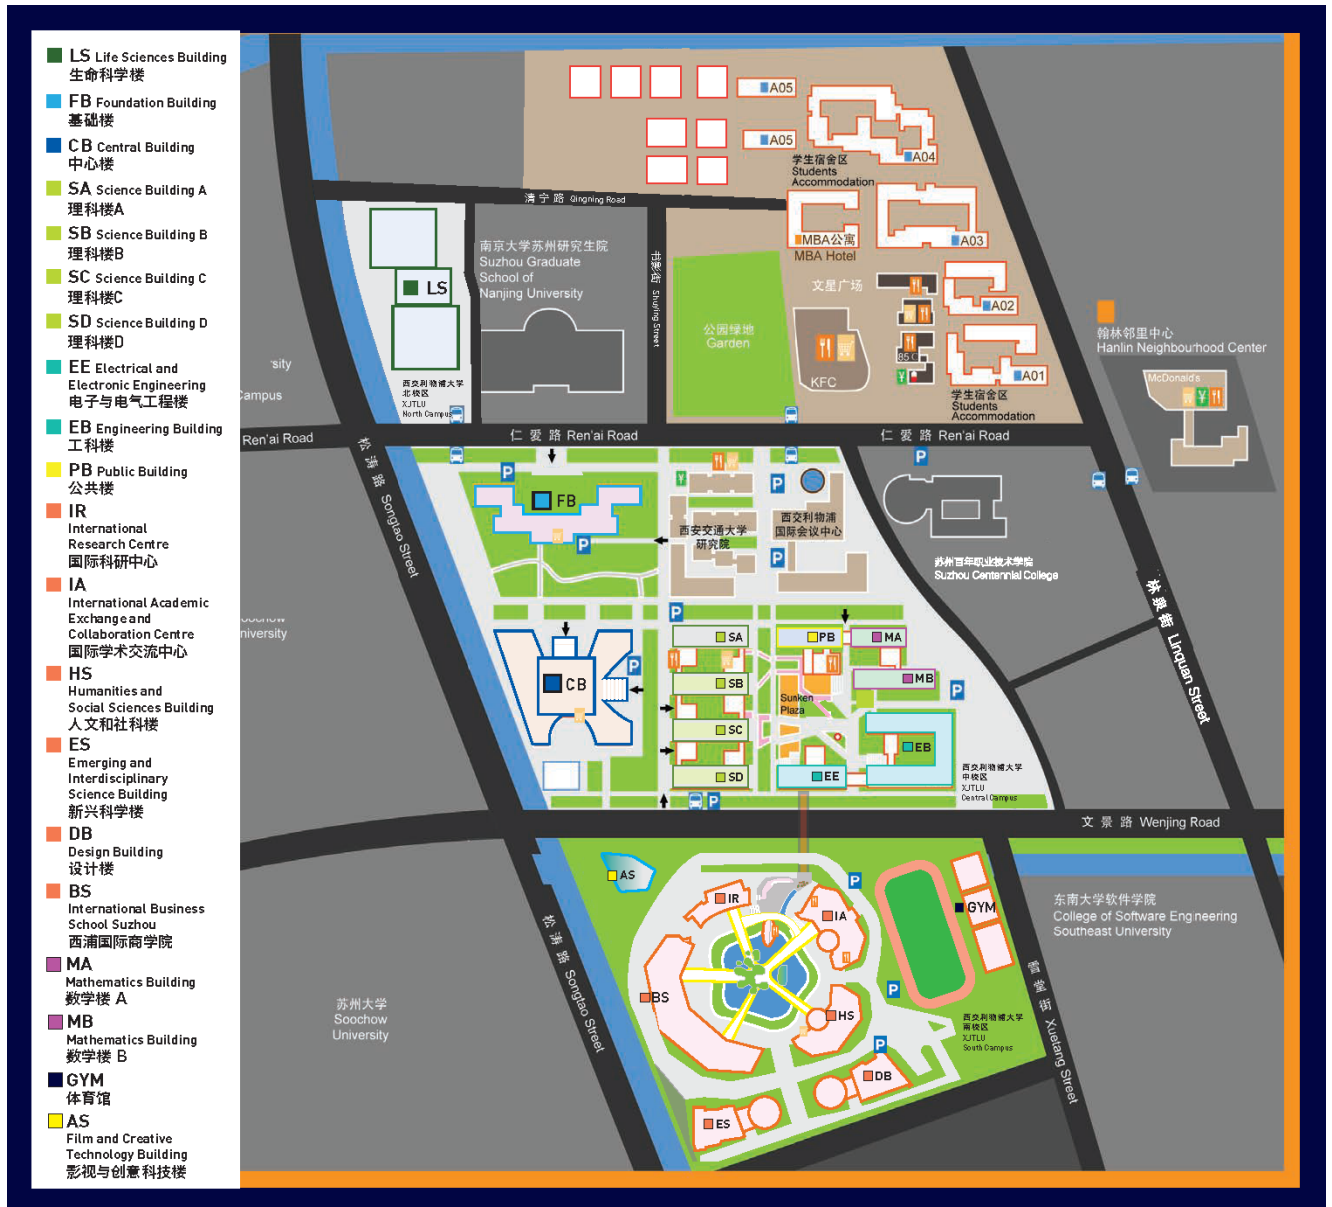 LS Life Sciences Building
生命科学楼
FB Foundation Building
基础楼
CB Central Building
中心楼
SA Science Building A
理科楼A
SB Science Building B
理科楼B
SC Science Building C
理科楼C
SD Science Building D
理科楼D
EE Electrical and
Electronic Engineering
电子与电气工程楼
EB Engineering Building
工科楼
PB Public Building
公共楼
IR
International
Research Centre
国际科研中心
IA
International Academic
Exchange and
Collaboration Centre
国际学术交流中心
HS
Humanities and
Social Sciences Building
人文和社科楼
ES
Emerging and
Interdisciplinary
Science Building
新兴科学楼
DB
Design Building
设计楼
BS
International Business
School Suzhou
西浦国际商学院
MA
Mathematics Building
数学楼 A
MB
Mathematics Building
数学楼 B
GYM
体育馆
AS
Film and Creative
Technology Building
影视与创意科技楼
A05
A05
A04
学生宿舍区
Students
Accommodation
清宁路 Qingning Road
MBA公寓
MBA Hotel
A03
南京大学苏州研究生院
Suzhou Graduate
School of
Nanjing University
书影街 Shuying Street
LS
文星广场
A02
公园绿地
Garden
翰林邻里中心
Hanlin Neighbourhood Center
85 C
KFC
A01
McDonald's
¥
¥
学生宿舍区
Students
Accommodation
西交利物浦大学
北校区
XJTLU
North Campus
rsity
Campus
Ren'ai Road
仁爱路 Ren'ai Road
仁爱路 Ren'ai Road
松涛路 Songtao Street
P
P
P
¥
FB
西安交通大学
研究院
西交利物浦
国际会议中心
P
P
苏州百年职业技术学院
Suzhou Centennial College
林泉街 Linquan Street
niversity
P
SA
PB
MA
P
CB
SB
MB
P
Sunken
Plaza
SC
EB
SD
EE
西交利物浦大学
中校区
XJTLU
Central Campus
P
文景路 Wenjing Road
AS
P
IR
IA
GYM
东南大学软件学院
College of Software Engineering
Southeast University
松涛路 Songtao Street
苏州大学
Soochow
University
BS
P
HS
西交利物浦大学
南校区
XJTLU
South Campus
P
DB
ES
Xuetang Street